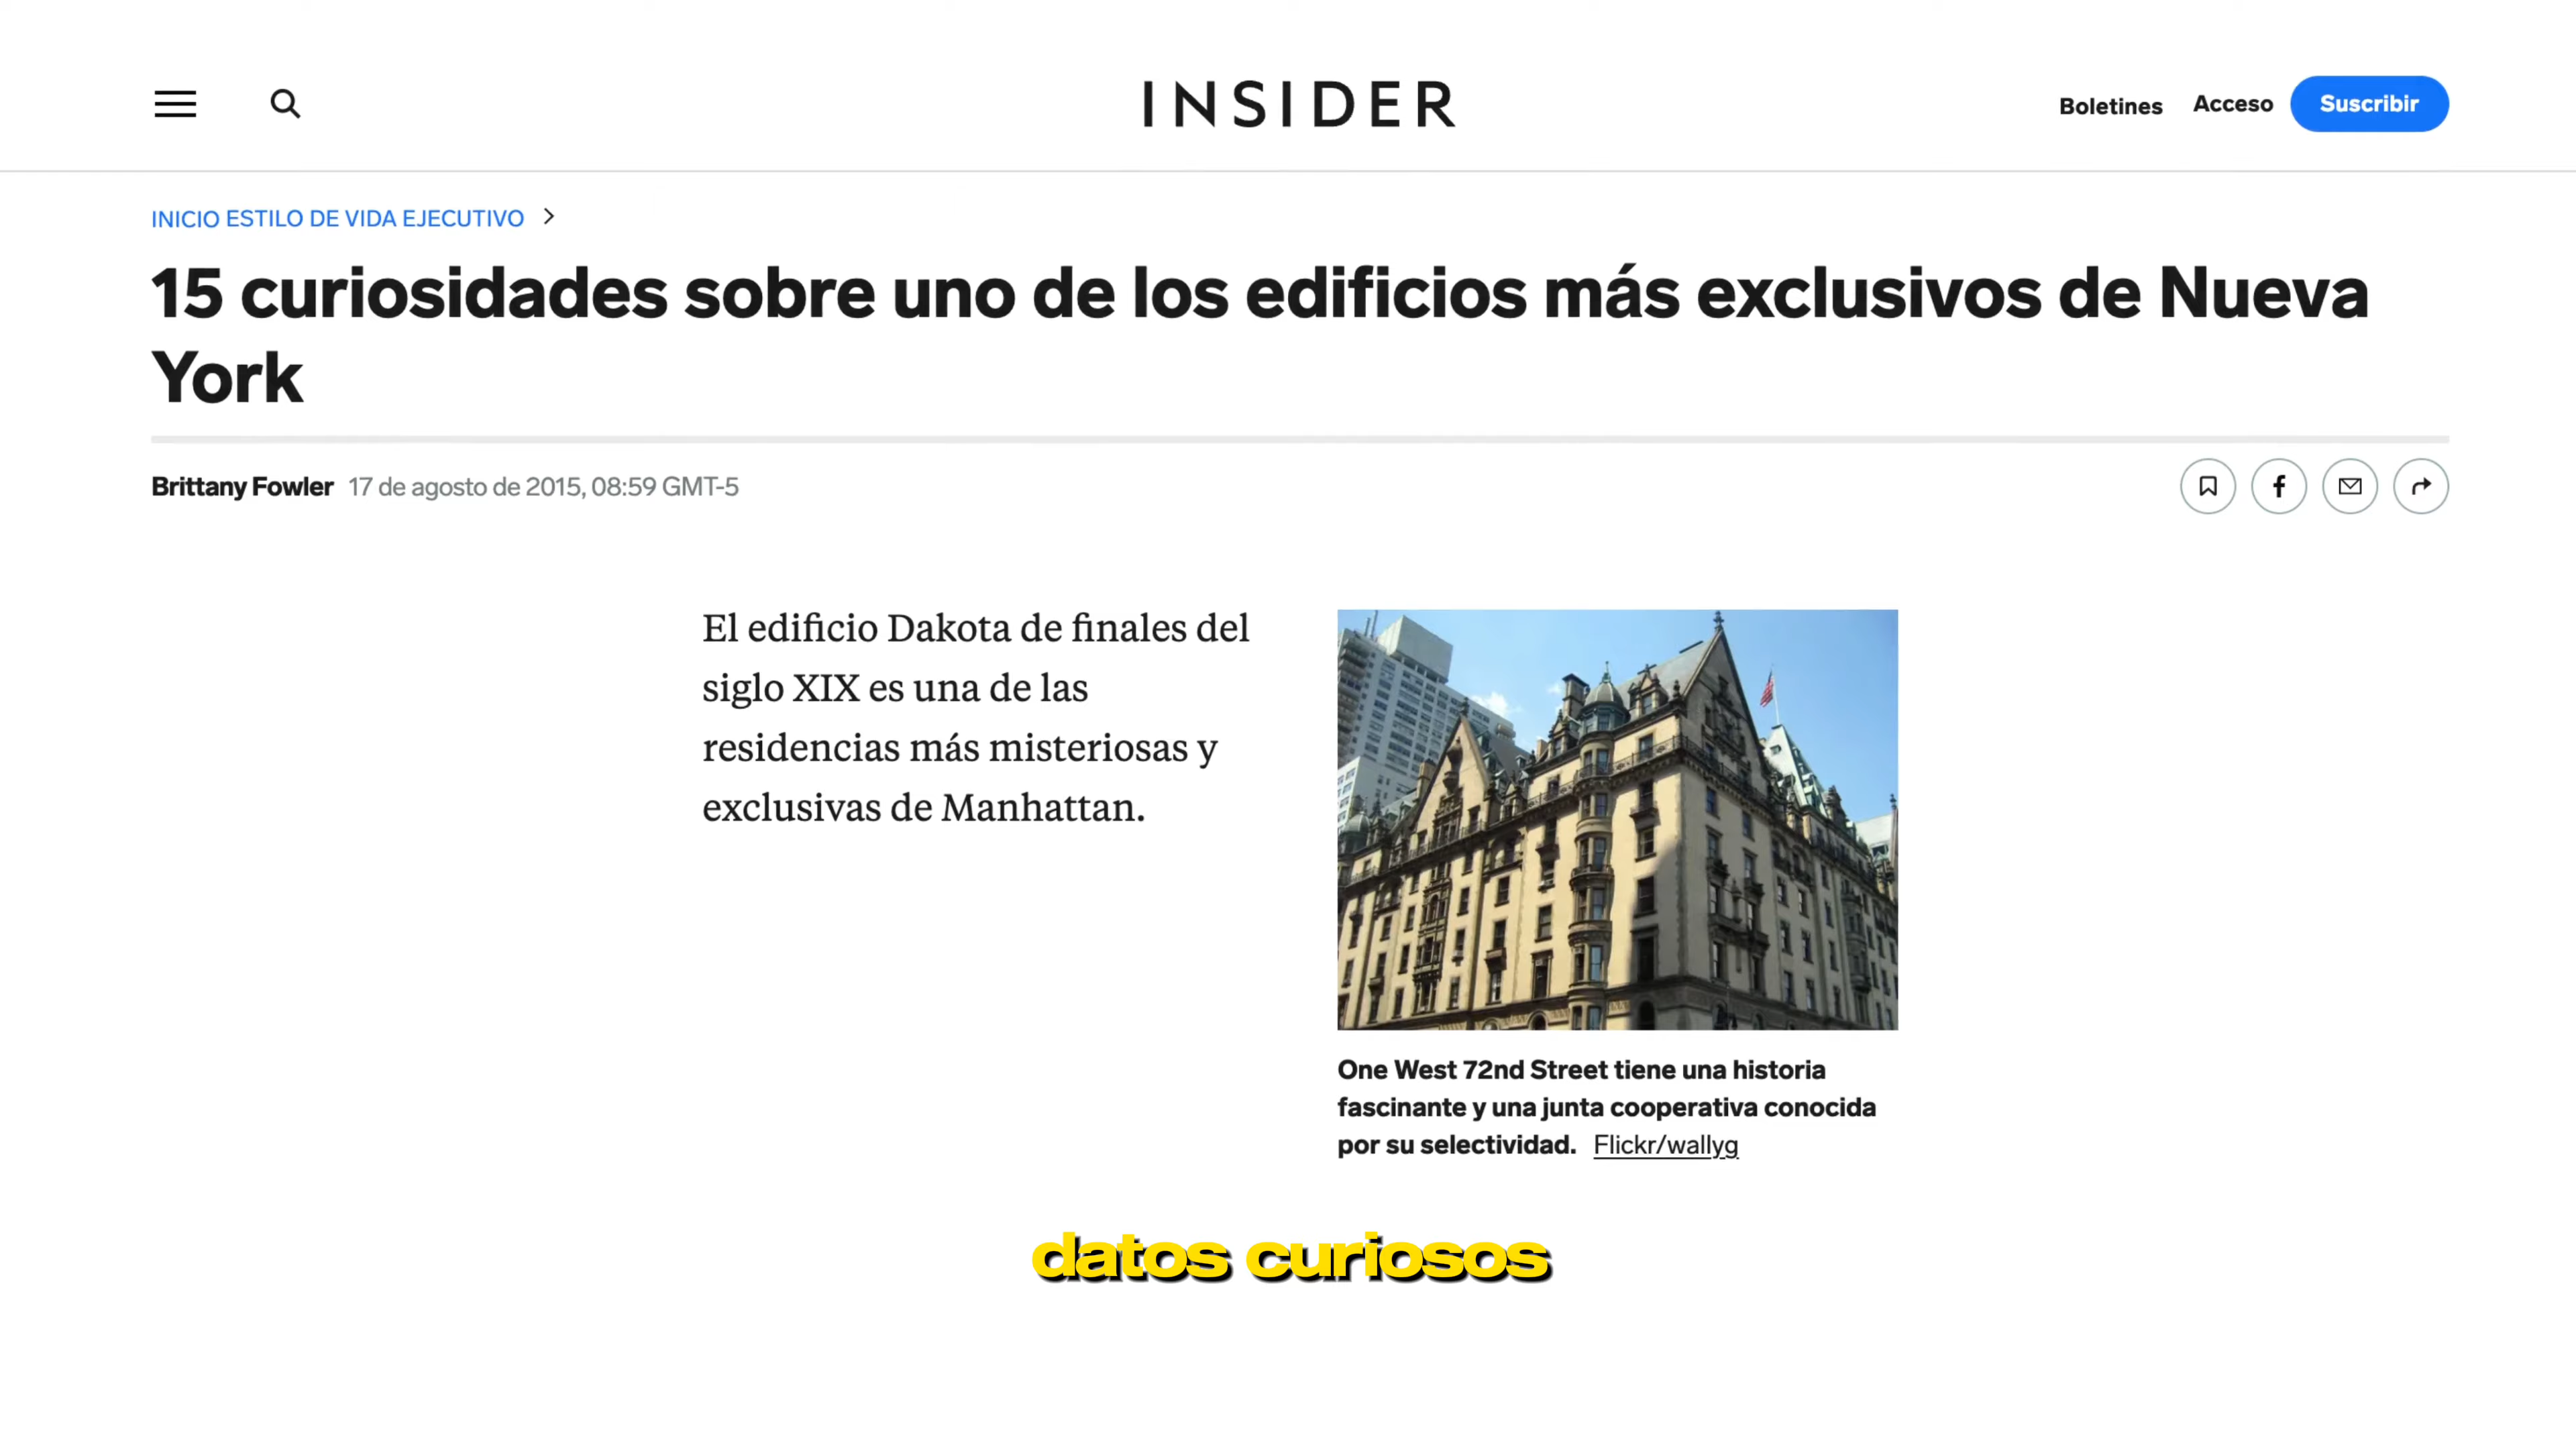 INSIDER
Boletines
Acceso
Suscribir
INICIO ESTILO DE VIDA EJECUTIVO
15 curiosidades sobre uno de los edificios más exclusivos de Nueva
York
Brittany Fowler 17 de agosto de 2015, 08:59 GMT-5
El edificio Dakota de finales del
siglo XIX es una de las
residencias más misteriosas y
exclusivas de Manhattan.
One West 72nd Street tiene una historia
fascinante y una junta cooperativa conocida
por su selectividad. Flickr/wallyg
datos curiosos